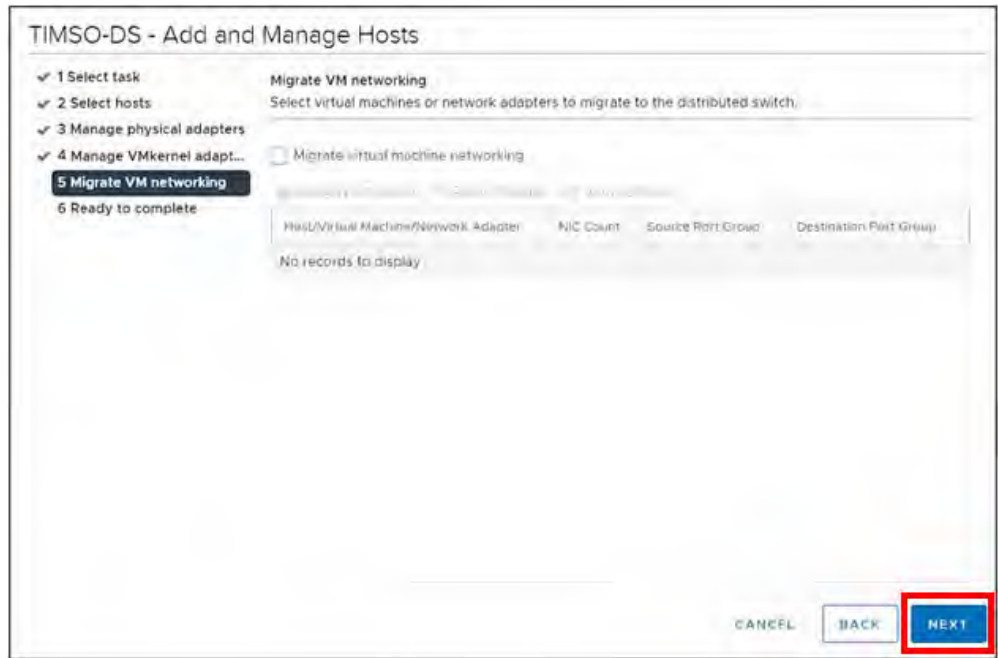 TIMSO-DS - Add and Manage Hosts
1 Select task
2 Select hosts
3 Manage physical adapters
4 Manage VMkernel adapt...
5 Migrate VM networking
6 Ready to complete
Migrate VM networking
Select virtual machines or network adapters to migrate to the distributed switch.
Migrate virtual machine networking
Host/Virtual Machine/Network Adapter NIC Count Source Port Group Destination Port Group
No records to display
CANCEL BACK NEXT